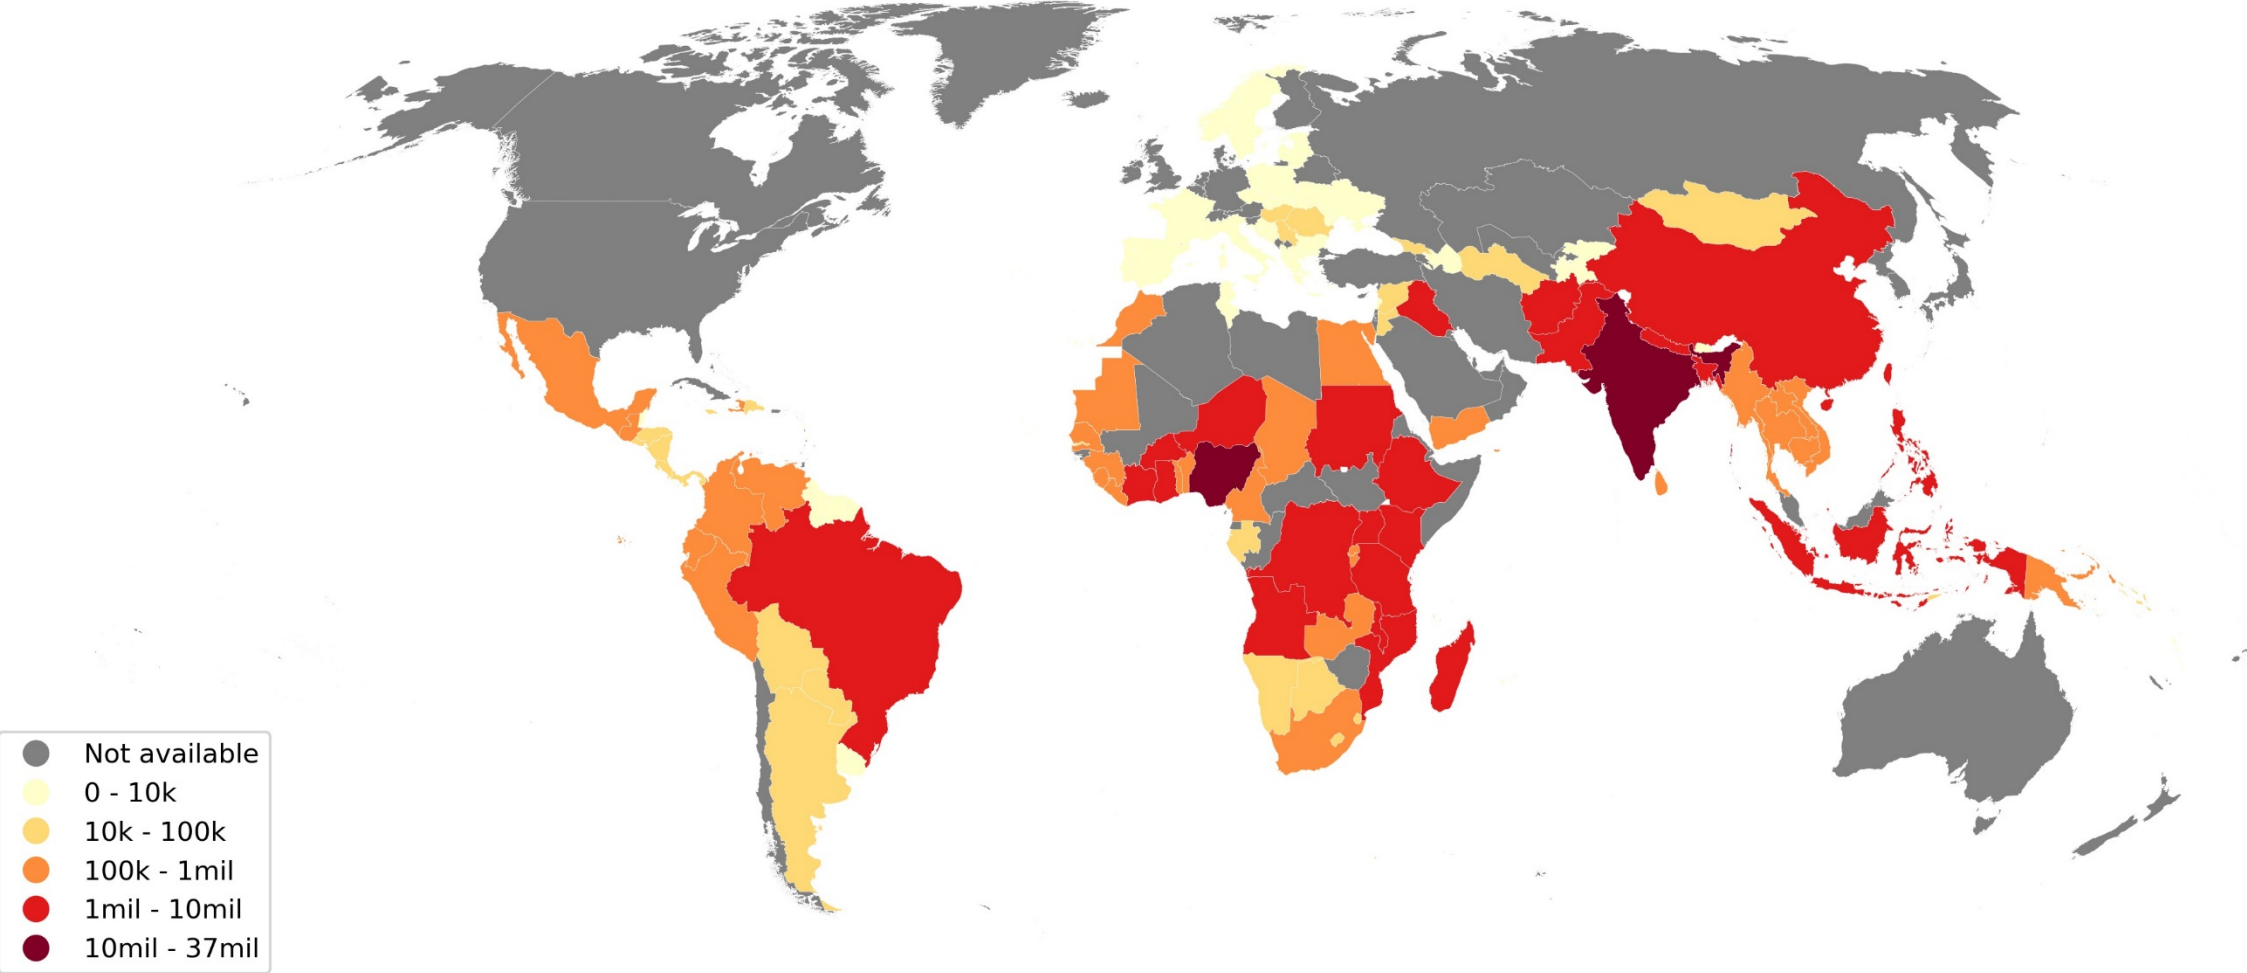 Not available
0 - 10k
10k - 100k
100k - 1mil
1mil - 10mil
10mil - 37mil